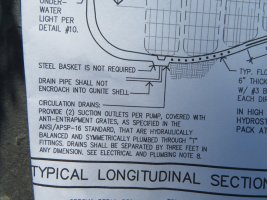 UNDER-
WATER
LIGHT PER
DETAIL #10.
STEEL BASKET IS NOT REQUIRED
DRAIN PIPE SHALL NOT
ENCROACH INTO GUNITE SHELL
CIRCULATION DRAINS:
PROVIDE (2) SUCTION OUTLETS PER PUMP, COVERED WITH
ANTI-ENTRAPMENT GRATES, AS SPECIFIED IN THE
ANSI/APSP-16 STANDARD, THAT ARE HYDRAULICALLY
BALANCED AND SYMMETRICALLY PLUMBED THROUGH "T"
FITTINGS. DRAINS SHALL BE SEPARATED BY THREE FEET IN
ANY DIMENSION, SEE ELECTRICAL AND PLUMBING NOTE 8.
TYP. FLO
6" THICK
W/ #3 B
EACH DIR
IN HIGH
HYDROST
PACK AT
TYPICAL LONGITUDINAL SECTION